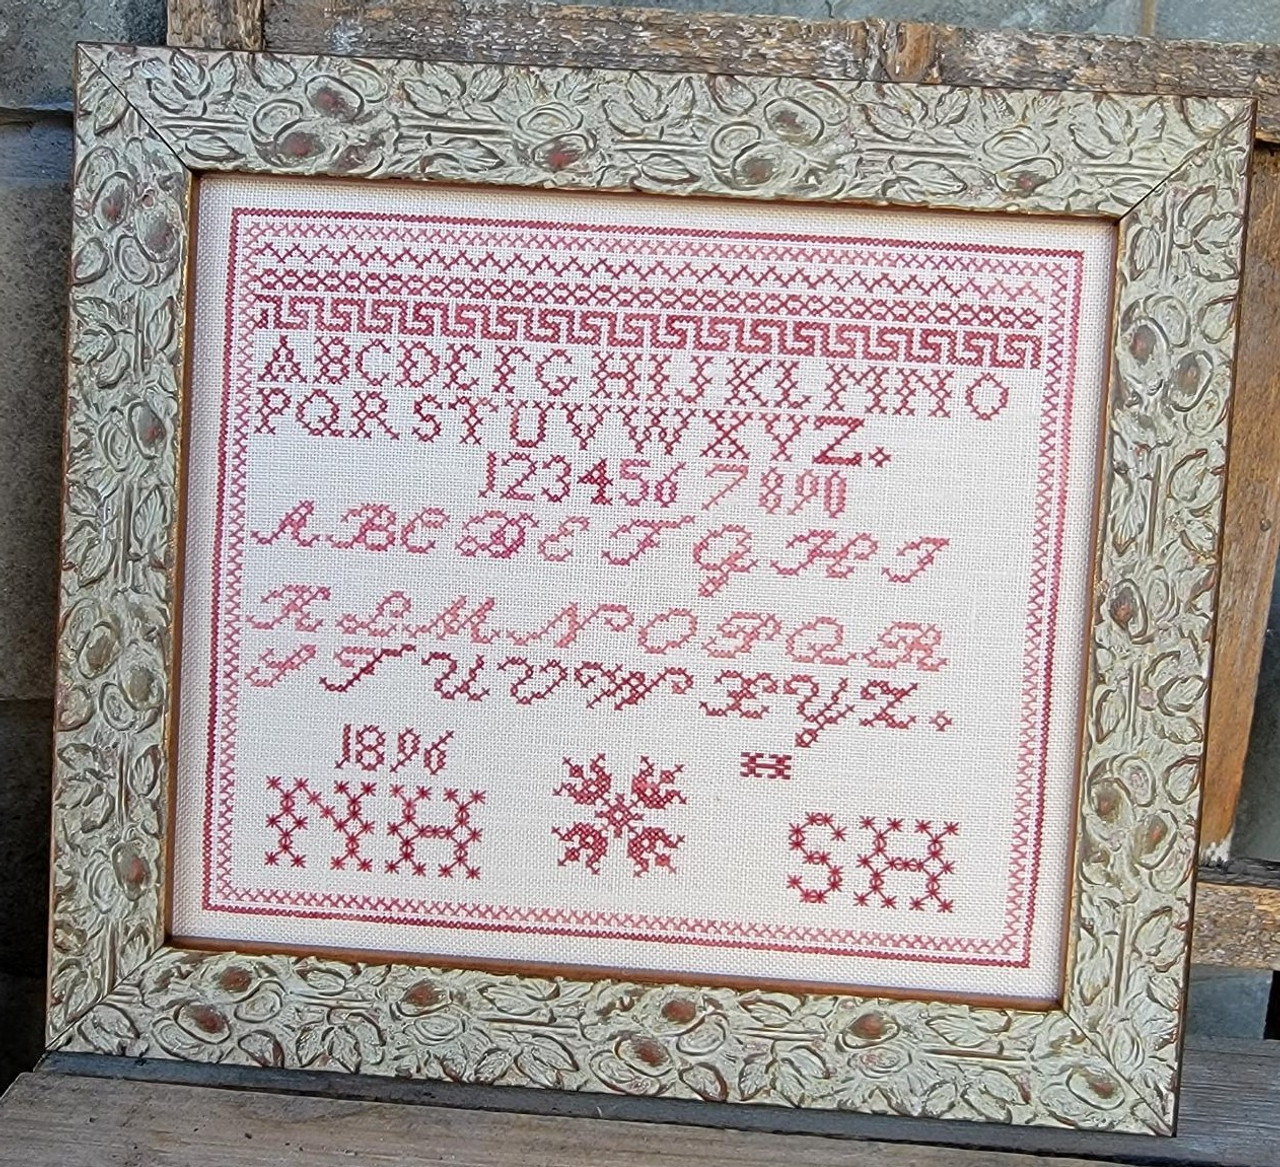 ABCDEFGHIJKLMNO
PQRSTUVWXYZ.
1234567890
ABCDEFGHI
KLMNOPQR
STUVWXYZ.
1896
NH SH